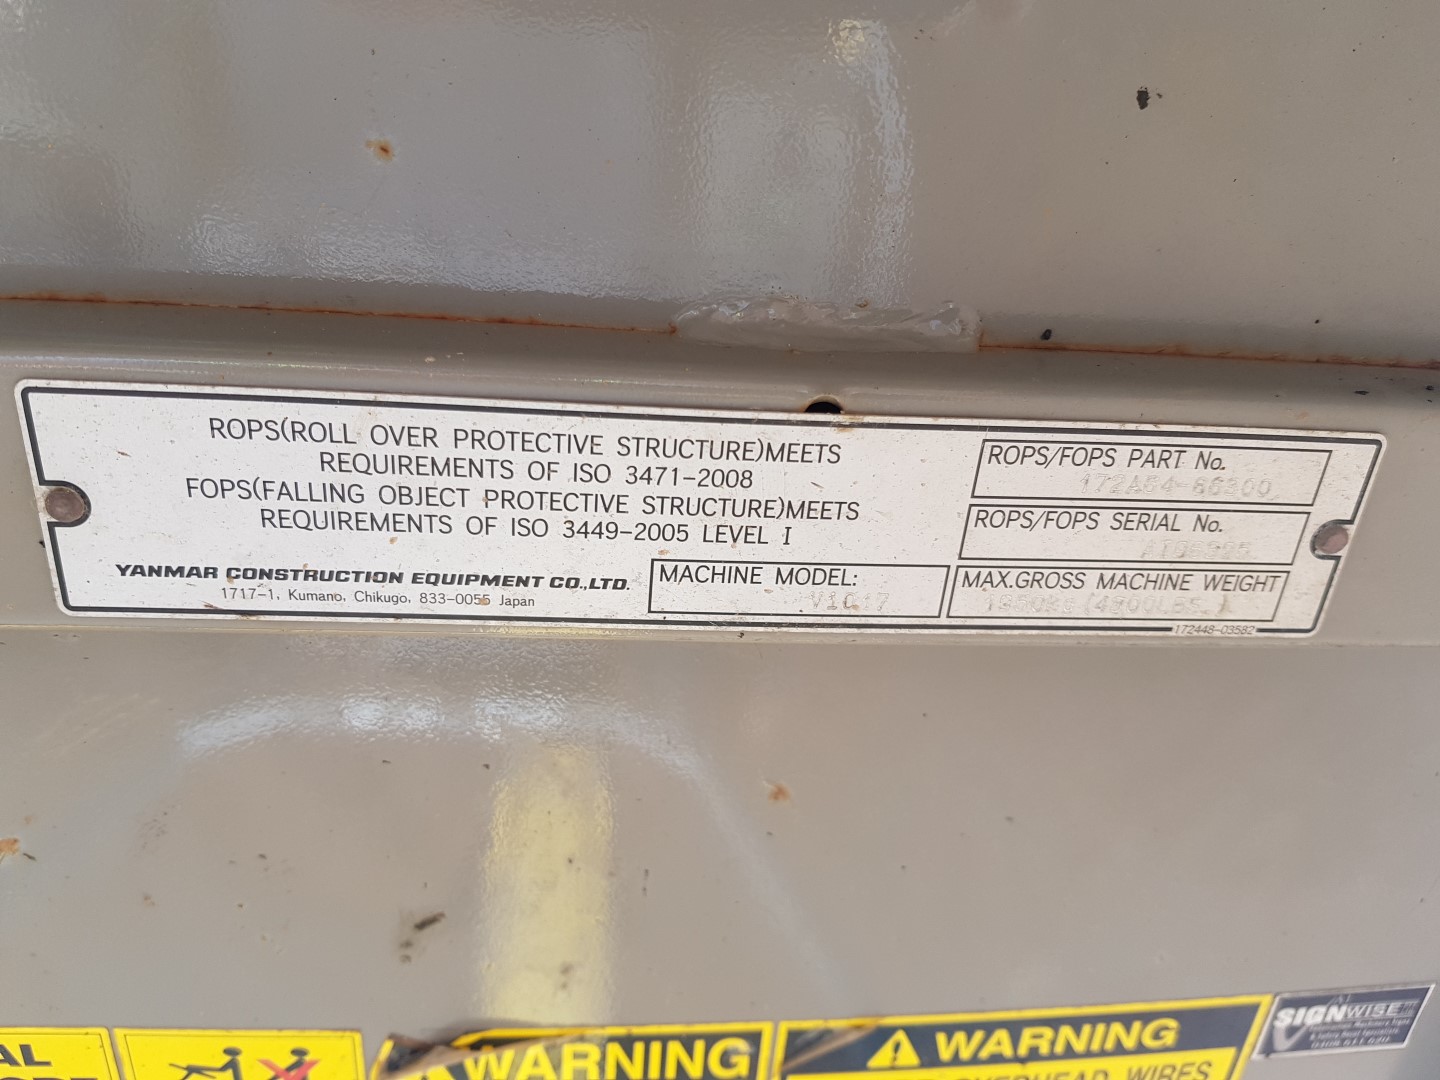 ROPS(ROLL OVER PROTECTIVE STRUCTURE)MEETS
REQUIREMENTS OF ISO 3471-2008
FOPS(FALLING OBJECT PROTECTIVE STRUCTURE)MEETS
REQUIREMENTS OF ISO 3449-2005 LEVEL I
YANMAR CONSTRUCTION EQUIPMENT CO.,LTD.
1717-1, Kumano, Chikugo, 833-0055 Japan
MACHINE MODEL:
ROPS/FOPS PART No.
ROPS/FOPS SERIAL No.
MAX.GROSS MACHINE WEIGHT
172448-03582
WARNING
WARNING
OVERHEAD WIRES
SIGNWISE